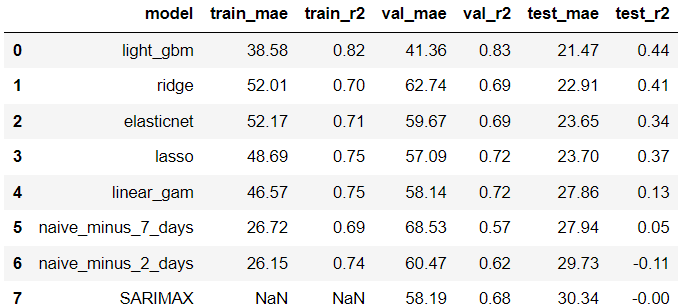 model train_mae train_r2 val_mae val_r2 test_mae test_r2
0 light_gbm 38.58 0.82 41.36 0.83 21.47 0.44
1 ridge 52.01 0.70 62.74 0.69 22.91 0.41
2 elasticnet 52.17 0.71 59.67 0.69 23.65 0.34
3 lasso 48.69 0.75 57.09 0.72 23.70 0.37
4 linear_gam 46.57 0.75 58.14 0.72 27.86 0.13
5 naive_minus_7_days 26.72 0.69 68.53 0.57 27.94 0.05
6 naive_minus_2_days 26.15 0.74 60.47 0.62 29.73 -0.11
7 SARIMAX NaN NaN 58.19 0.68 30.34 -0.00